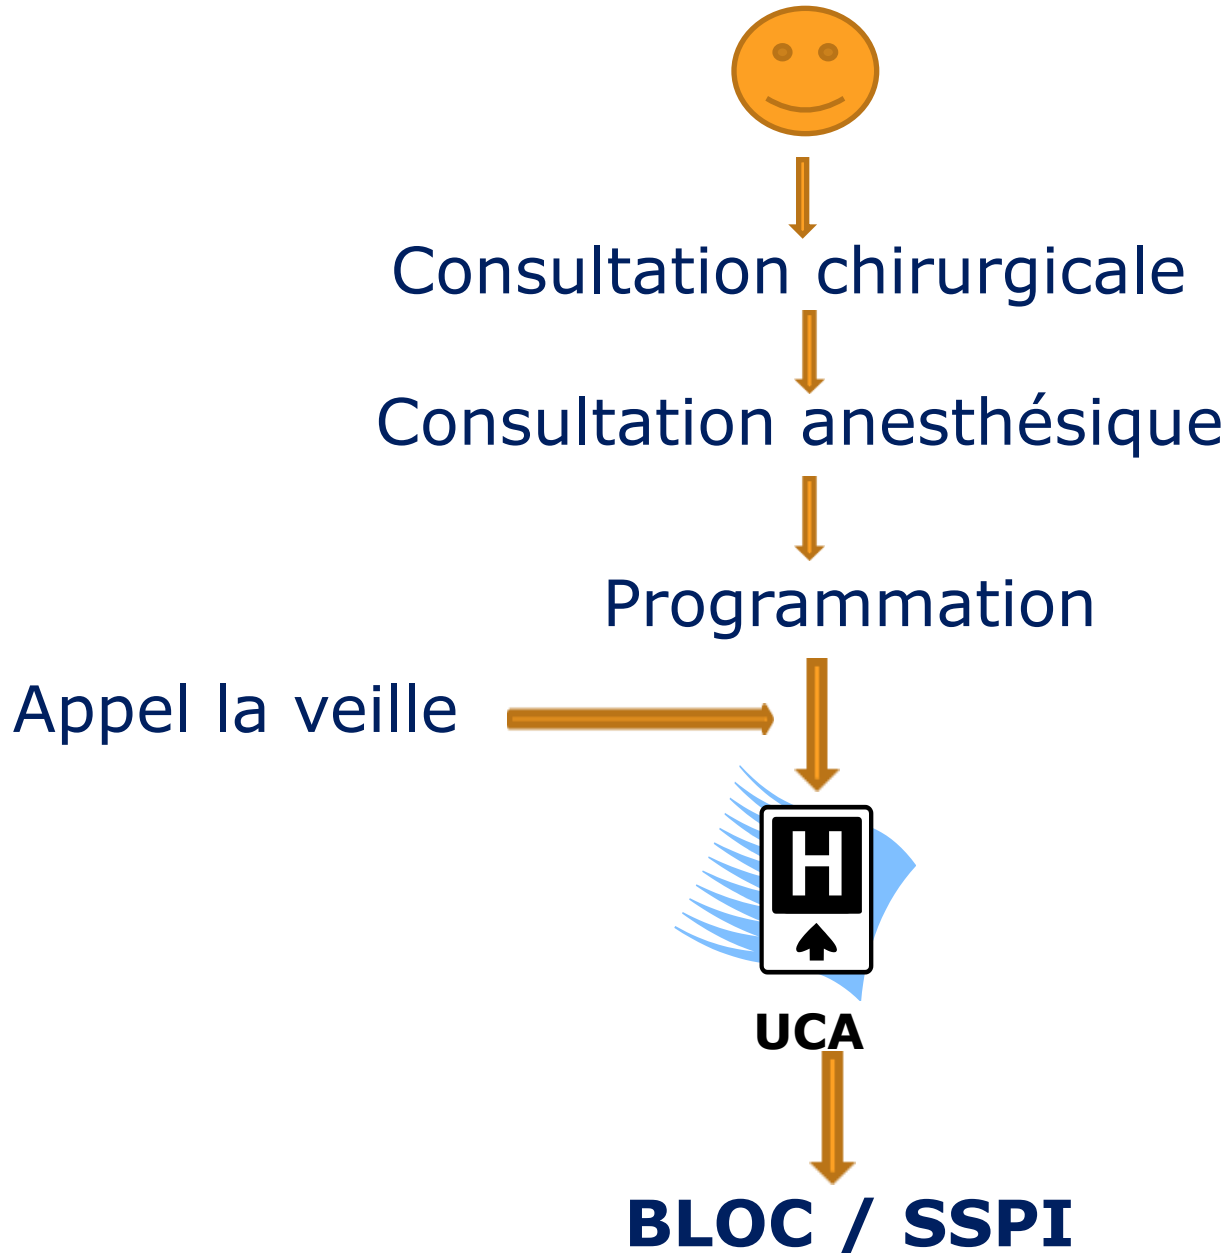 Consultation chirurgicale
Consultation anesthésique
Programmation
Appel la veille
H
UCA
BLOC / SSPI